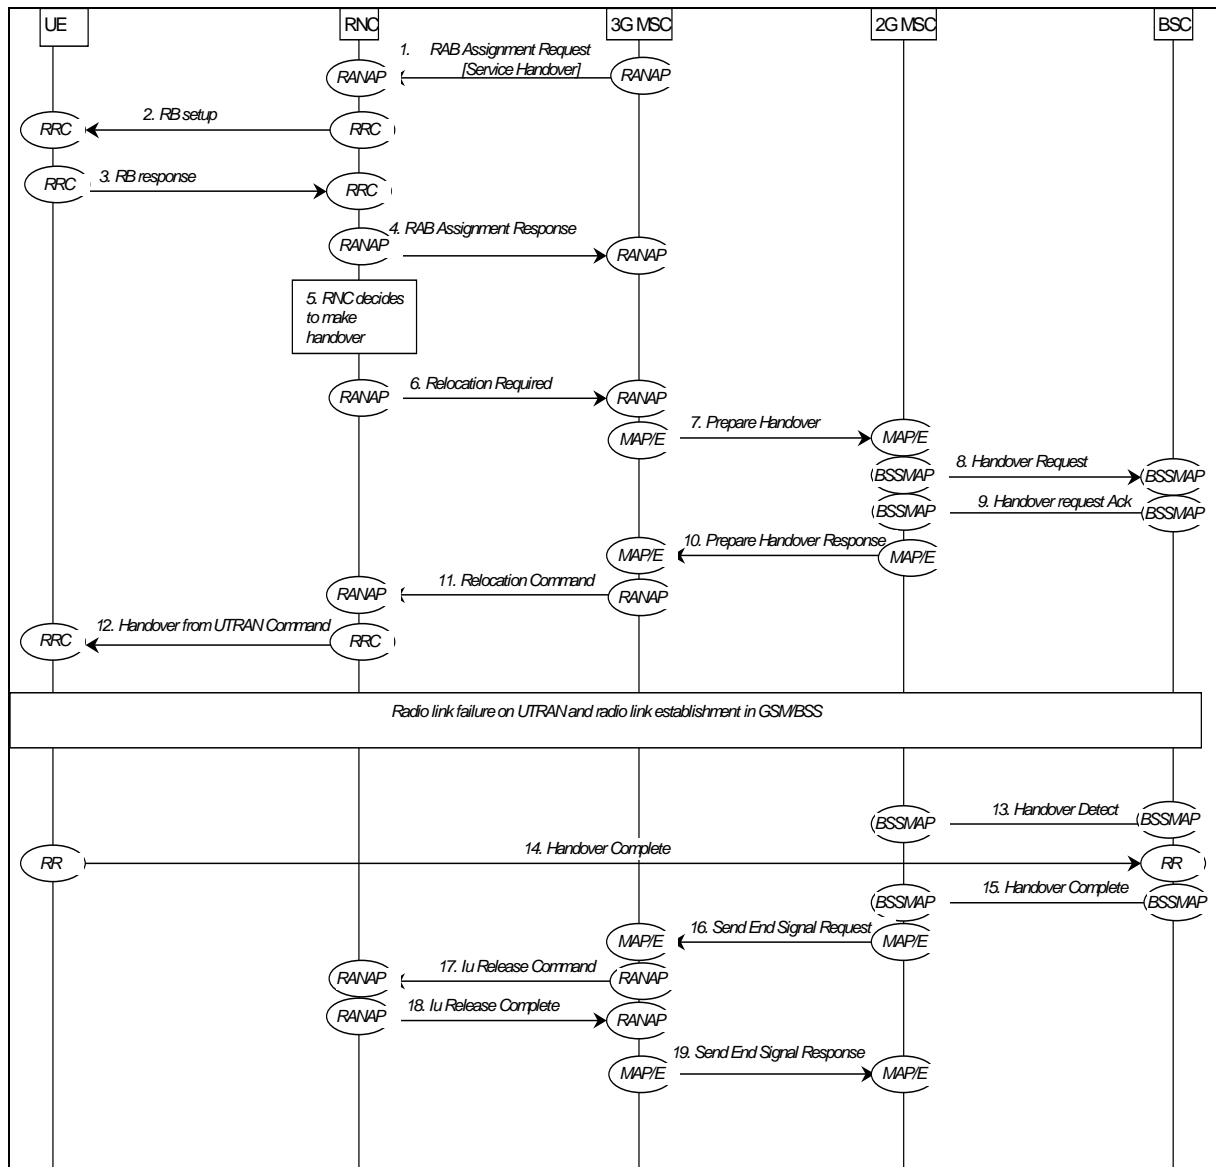 UE RNC 3G MSC 2G MSC BSC
1. RAB Assignment Request
[Service Handover]
RANAP RANAP
2. RB setup
RRC RRC
3. RB response
RRC RRC
4. RAB Assignment Response
RANAP RANAP
5. RNC decides
to make
handover
6. Relocation Required
RANAP RANAP
7. Prepare Handover
MAP/E MAP/E
8. Handover Request
BSSMAP BSSMAP
9. Handover request Ack
BSSMAP BSSMAP
10. Prepare Handover Response
MAP/E MAP/E
11. Relocation Command
RANAP RANAP
12. Handover from UTRAN Command
RRC RRC
Radio link failure on UTRAN and radio link establishment in GSM/BSS
13. Handover Detect
BSSMAP BSSMAP
14. Handover Complete
RR RR
15. Handover Complete
BSSMAP BSSMAP
16. Send End Signal Request
MAP/E MAP/E
17. Iu Release Command
RANAP RANAP
18. Iu Release Complete
RANAP RANAP
19. Send End Signal Response
MAP/E MAP/E